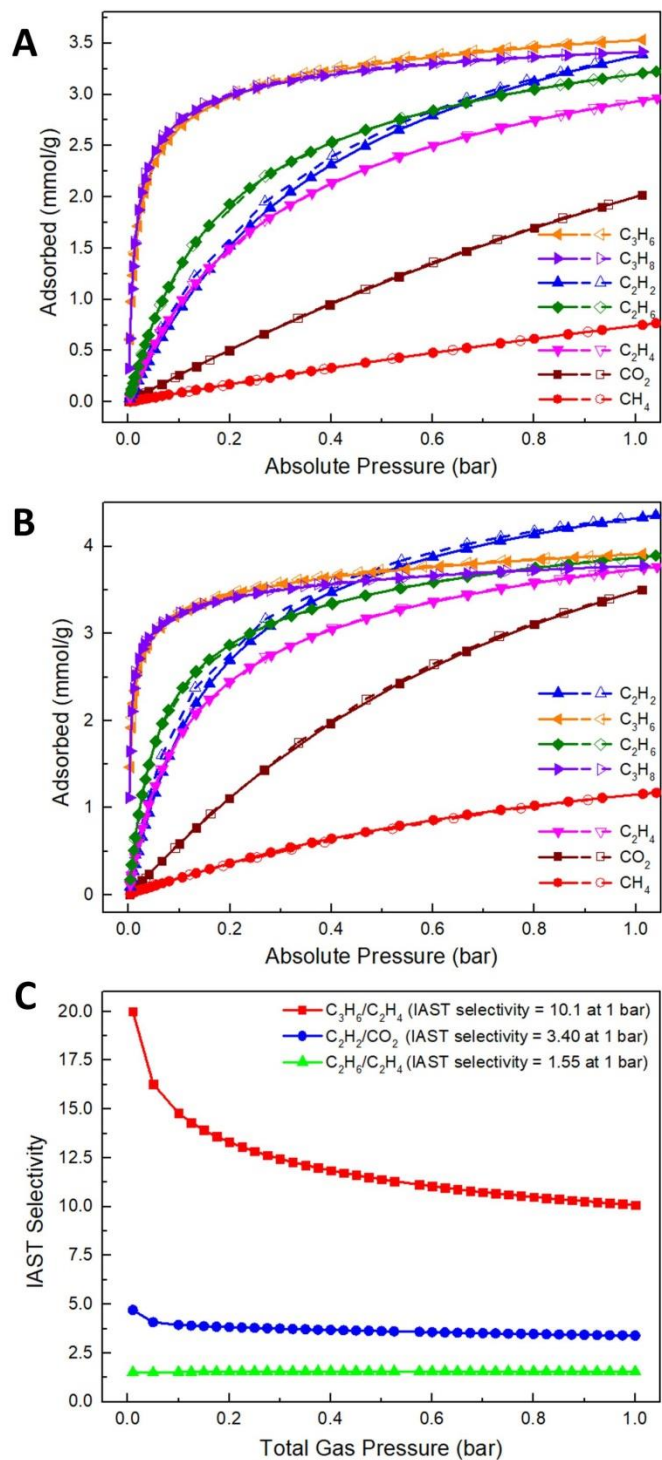 A
3.5
3.0
2.5
2.0
1.5
1.0
0.5
0.0
Adsorbed (mmol/g)
C₃H₆
C₃H₈
C₂H₂
C₂H₆
C₂H₄
CO₂
CH₄
0.0 0.2 0.4 0.6 0.8 1.0
Absolute Pressure (bar)
B
4
3
2
1
0
Adsorbed (mmol/g)
C₂H₂
C₃H₆
C₂H₆
C₃H₈
C₂H₄
CO₂
CH₄
0.0 0.2 0.4 0.6 0.8 1.0
Absolute Pressure (bar)
C
20.0
17.5
15.0
12.5
10.0
7.5
5.0
2.5
0.0
IAST Selectivity
C₃H₆/C₂H₄ (IAST selectivity = 10.1 at 1 bar)
C₂H₂/CO₂ (IAST selectivity = 3.40 at 1 bar)
C₂H₆/C₂H₄ (IAST selectivity = 1.55 at 1 bar)
0.0 0.2 0.4 0.6 0.8 1.0
Total Gas Pressure (bar)